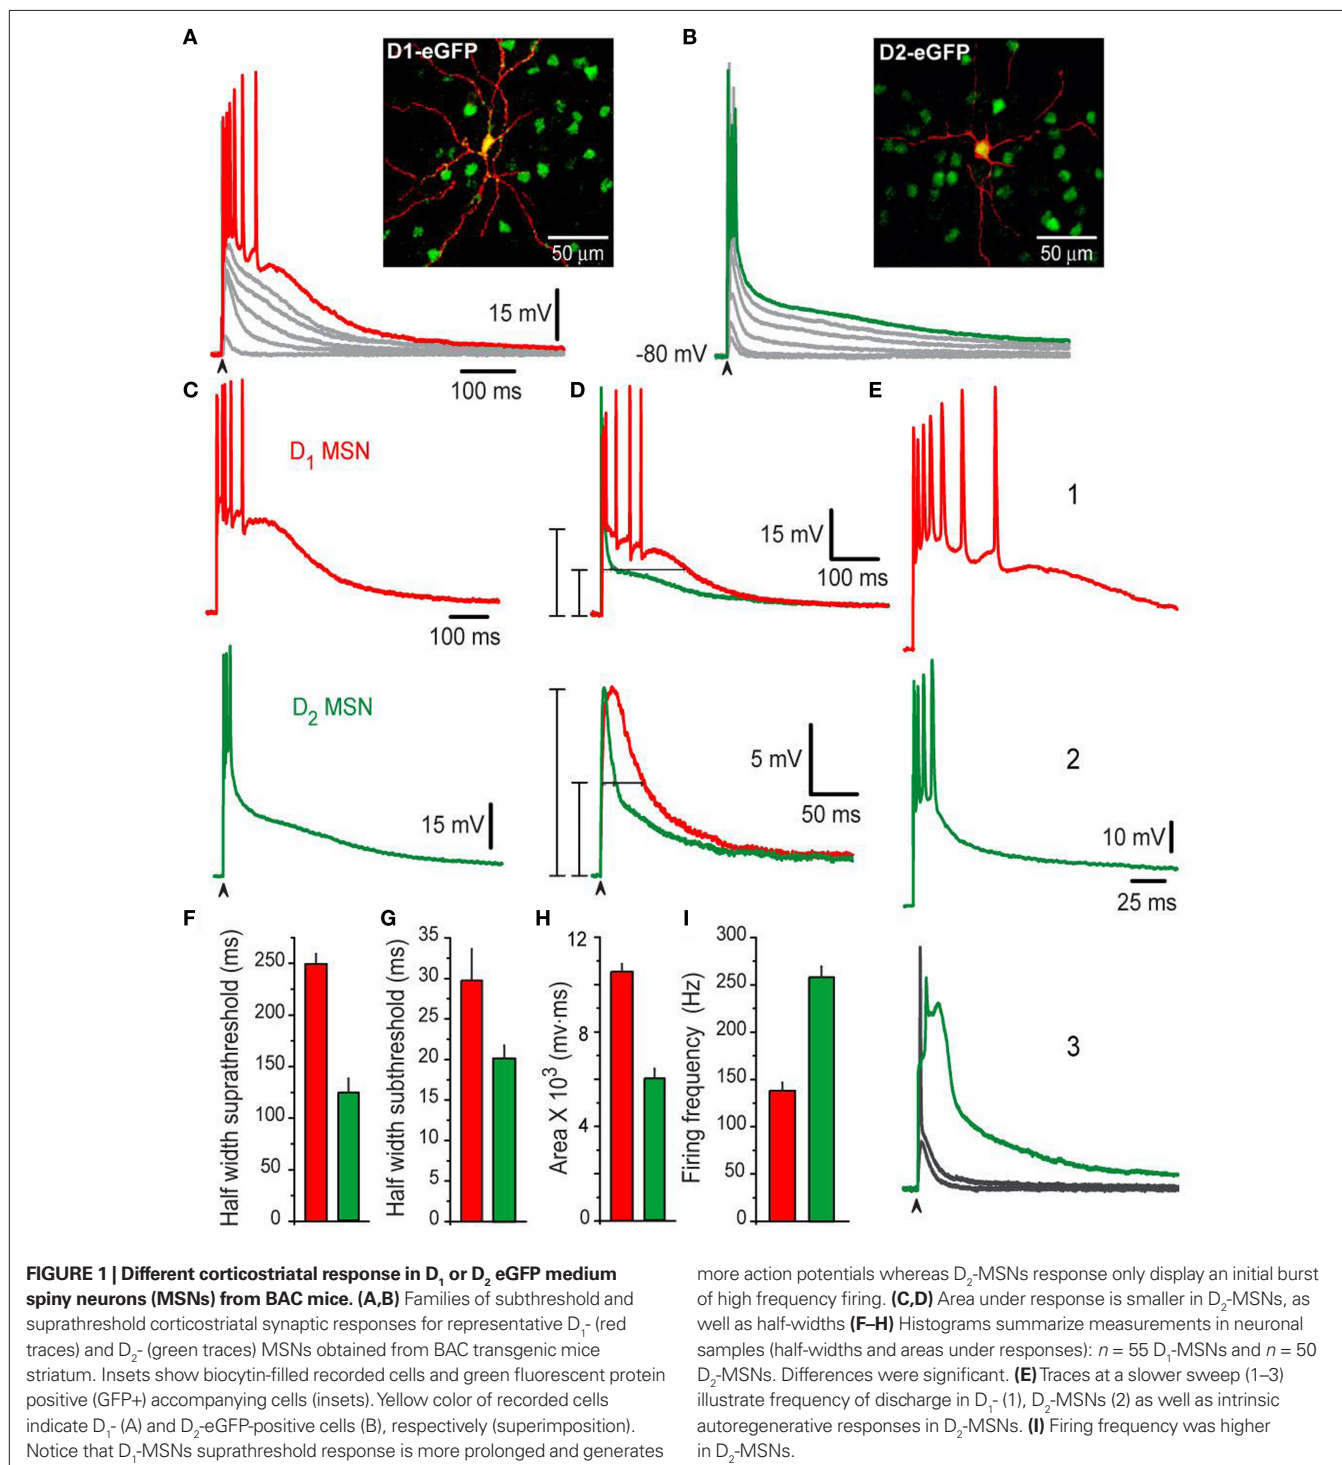 A
D1-eGFP
50 μm
15 mV
100 ms
B
D2-eGFP
50 μm
-80 mV
C
D1 MSN
100 ms
D2 MSN
15 mV
D
15 mV
100 ms
5 mV
50 ms
E
1
2
10 mV
25 ms
3
F
Half width suprathreshold (ms)
250
200
150
100
50
0
G
Half width subthreshold (ms)
35
30
25
20
15
10
5
0
H
Area X 10³ (mv·ms)
12
10
8
6
4
2
0
I
Firing frequency (Hz)
300
250
200
150
100
50
0
FIGURE 1 | Different corticostriatal response in D1 or D2 eGFP medium
spiny neurons (MSNs) from BAC mice. (A,B) Families of subthreshold and
suprathreshold corticostriatal synaptic responses for representative D1- (red
traces) and D2- (green traces) MSNs obtained from BAC transgenic mice
striatum. Insets show biocytin-filled recorded cells and green fluorescent protein
positive (GFP+) accompanying cells (insets). Yellow color of recorded cells
indicate D1- (A) and D2-eGFP-positive cells (B), respectively (superimposition).
Notice that D1-MSNs suprathreshold response is more prolonged and generates
more action potentials whereas D2-MSNs response only display an initial burst
of high frequency firing. (C,D) Area under response is smaller in D2-MSNs, as
well as half-widths (F–H) Histograms summarize measurements in neuronal
samples (half-widths and areas under responses): n = 55 D1-MSNs and n = 50
D2-MSNs. Differences were significant. (E) Traces at a slower sweep (1–3)
illustrate frequency of discharge in D1- (1), D2-MSNs (2) as well as intrinsic
autoregenerative responses in D2-MSNs. (I) Firing frequency was higher
in D2-MSNs.